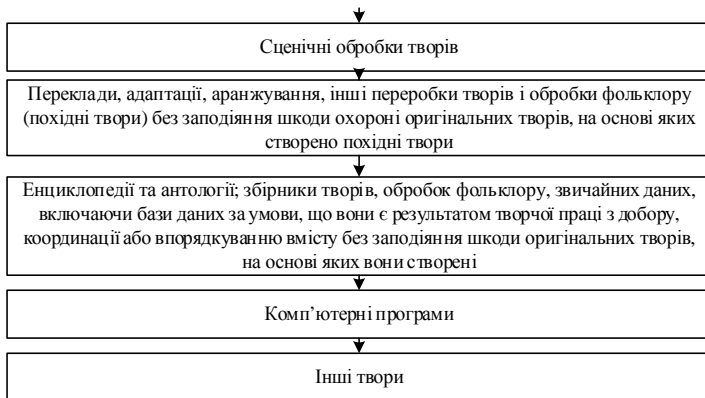 Сценічні обробки творів
Переклади, адаптації, аранжування, інші переробки творів і обробки фольклору
(похідні твори) без заподіяння шкоди охороні оригінальних творів, на основі яких
створено похідні твори
Енциклопедії та антології; збірники творів, обробок фольклору, звичайних даних,
включаючи бази даних за умови, що вони є результатом творчої праці з добору,
координації або впорядкуванню вмісту без заподіяння шкоди оригінальних творів,
на основі яких вони створені
Комп’ютерні програми
Інші твори